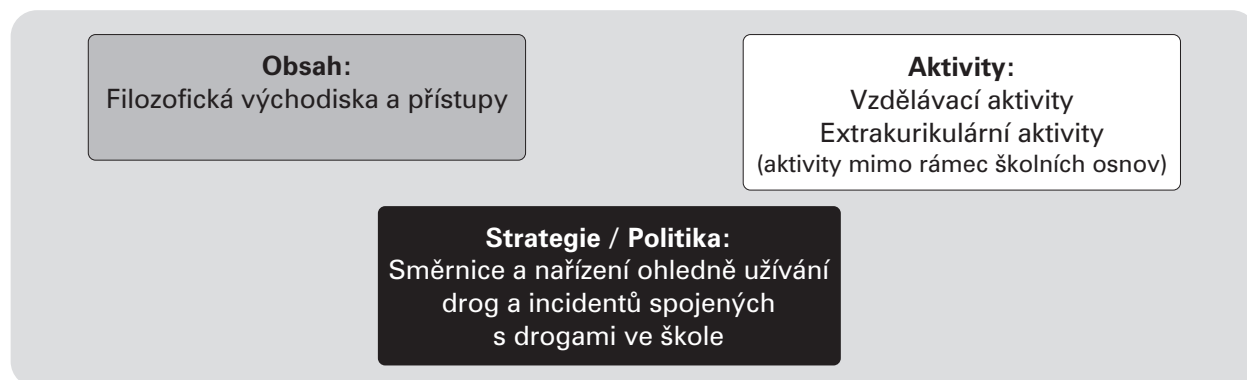 Obsah:
Filozofická východiska a přístupy
Aktivity:
Vzdělávací aktivity
Extrakurikulární aktivity
(aktivity mimo rámec školních osnov)
Strategie / Politika:
Směrnice a nařízení ohledně užívání
drog a incidentů spojených
s drogami ve škole